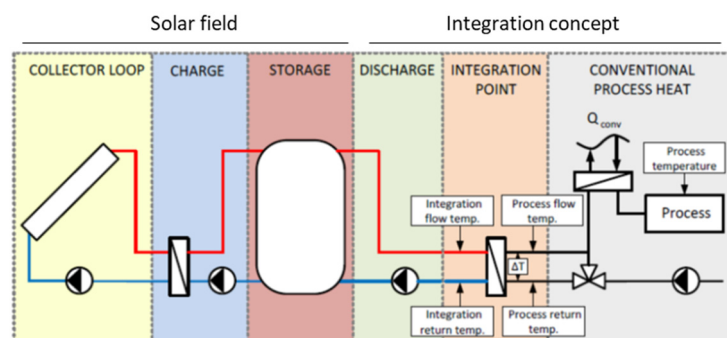 Solar field
Integration concept
COLLECTOR LOOP
CHARGE
STORAGE
DISCHARGE
INTEGRATION
POINT
CONVENTIONAL
PROCESS HEAT
Qconv
Process
temperature
Integration
flow temp.
Process flow
temp.
Process
ΔT
Integration
return temp.
Process return
temp.